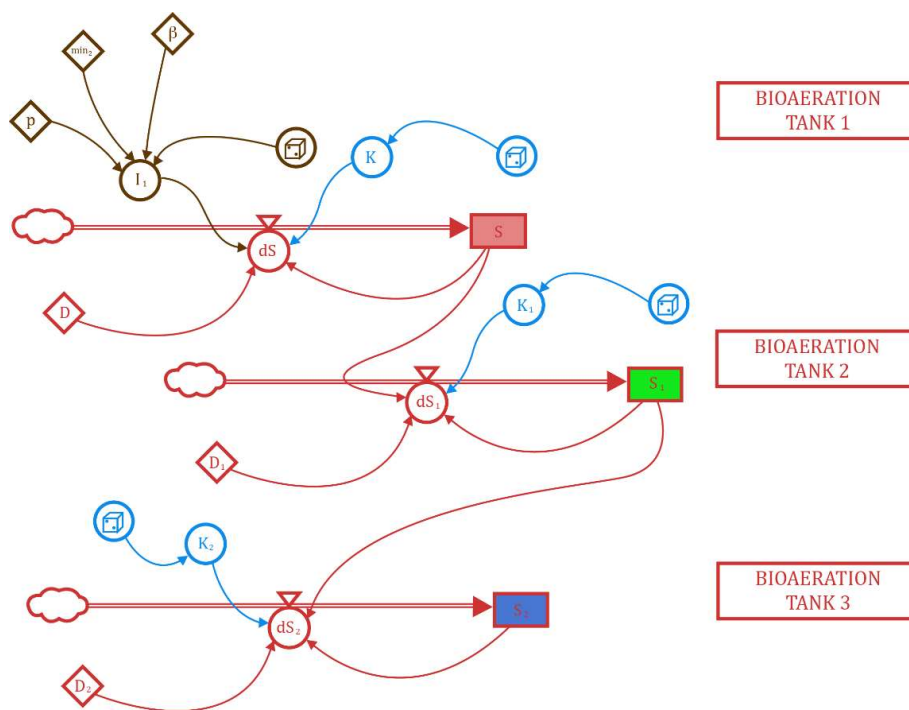 β
min₂
p
I₁
K
BIOAERATION
TANK 1
S
dS
D
K₁
BIOAERATION
TANK 2
S₁
dS₁
D₁
K₂
BIOAERATION
TANK 3
S₂
dS₂
D₂